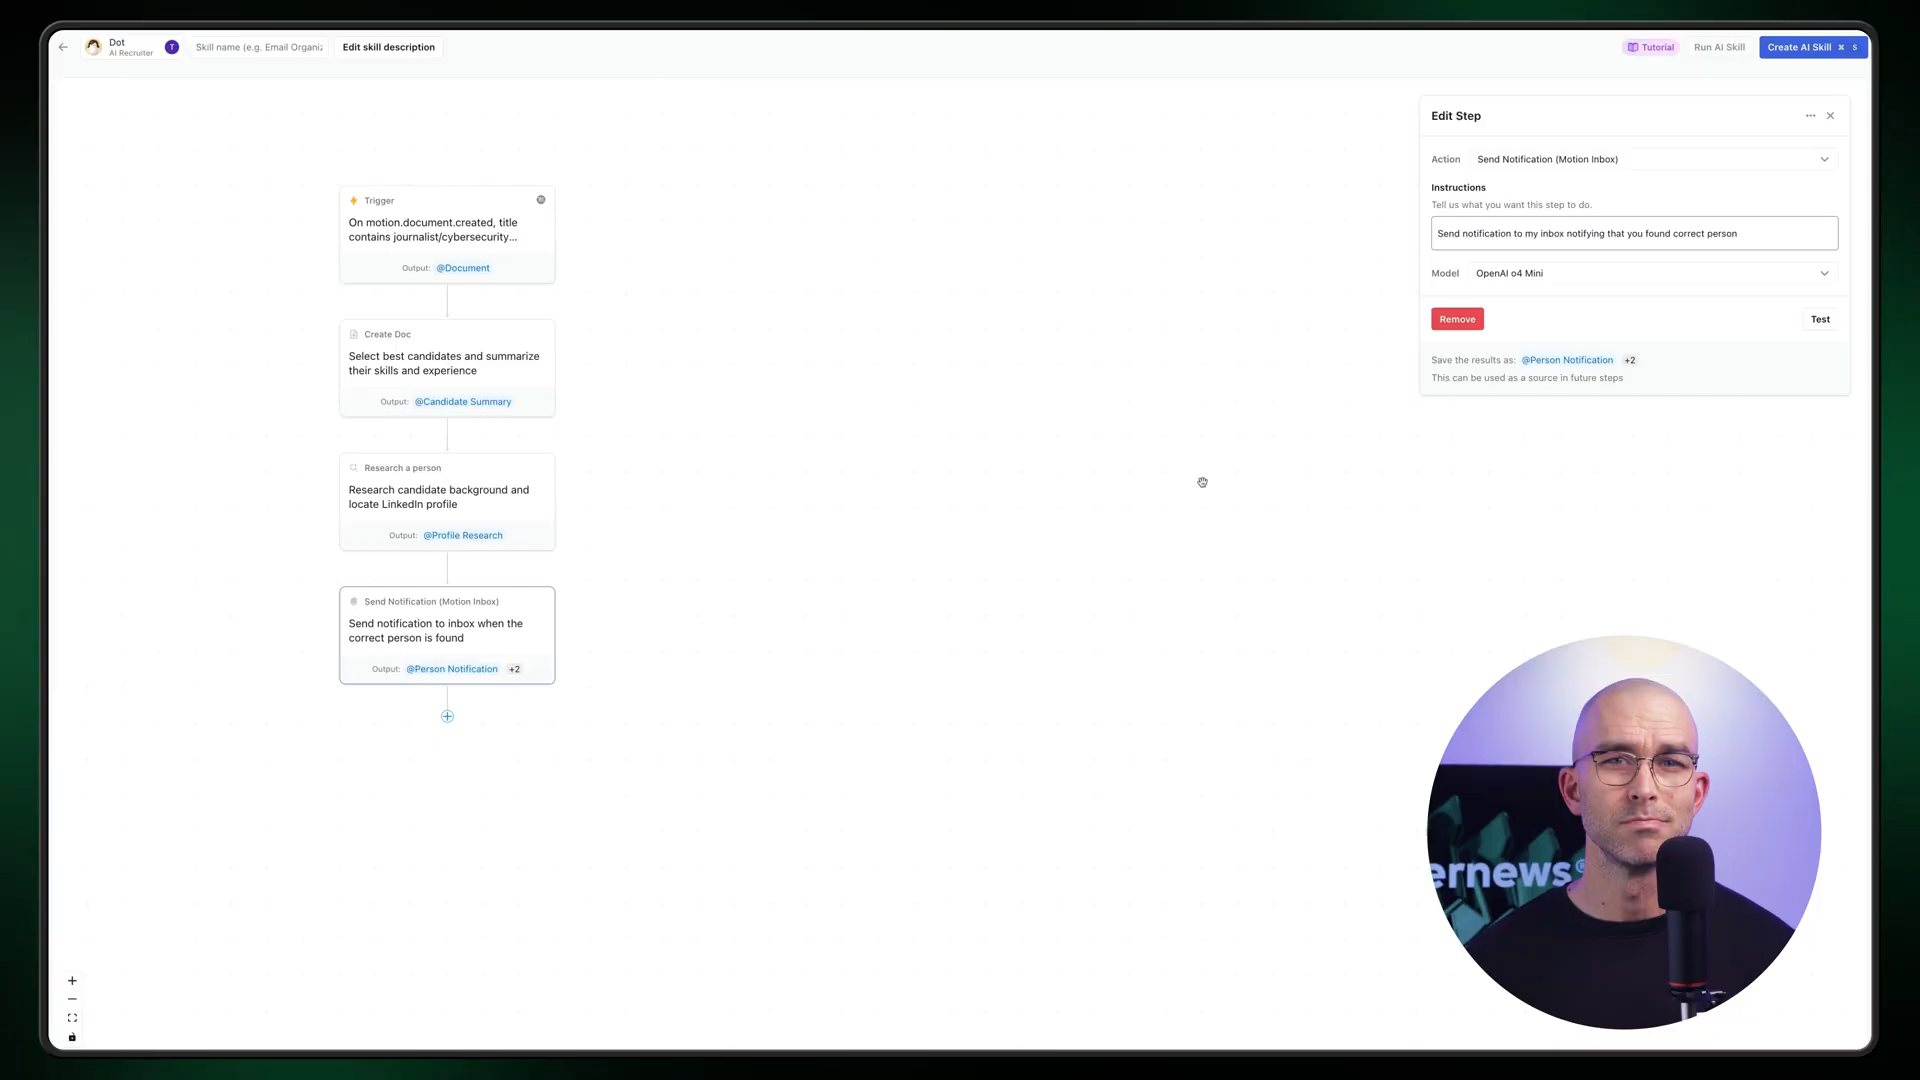 Dot
AI Recruiter
T
Skill name (e.g. Email Organiz
Edit skill description
Tutorial
Run AI Skill
Create AI Skill ⌘ S
Trigger
On motion.document.created, title
contains journalist/cybersecurity...
Output: @Document
Create Doc
Select best candidates and summarize
their skills and experience
Output: @Candidate Summary
Research a person
Research candidate background and
locate LinkedIn profile
Output: @Profile Research
Send Notification (Motion Inbox)
Send notification to inbox when the
correct person is found
Output: @Person Notification +2
Edit Step
Action Send Notification (Motion Inbox)
Instructions
Tell us what you want this step to do.
Send notification to my inbox notifying that you found correct person
Model OpenAI o4 Mini
Remove
Test
Save the results as: @Person Notification +2
This can be used as a source in future steps
ernews®